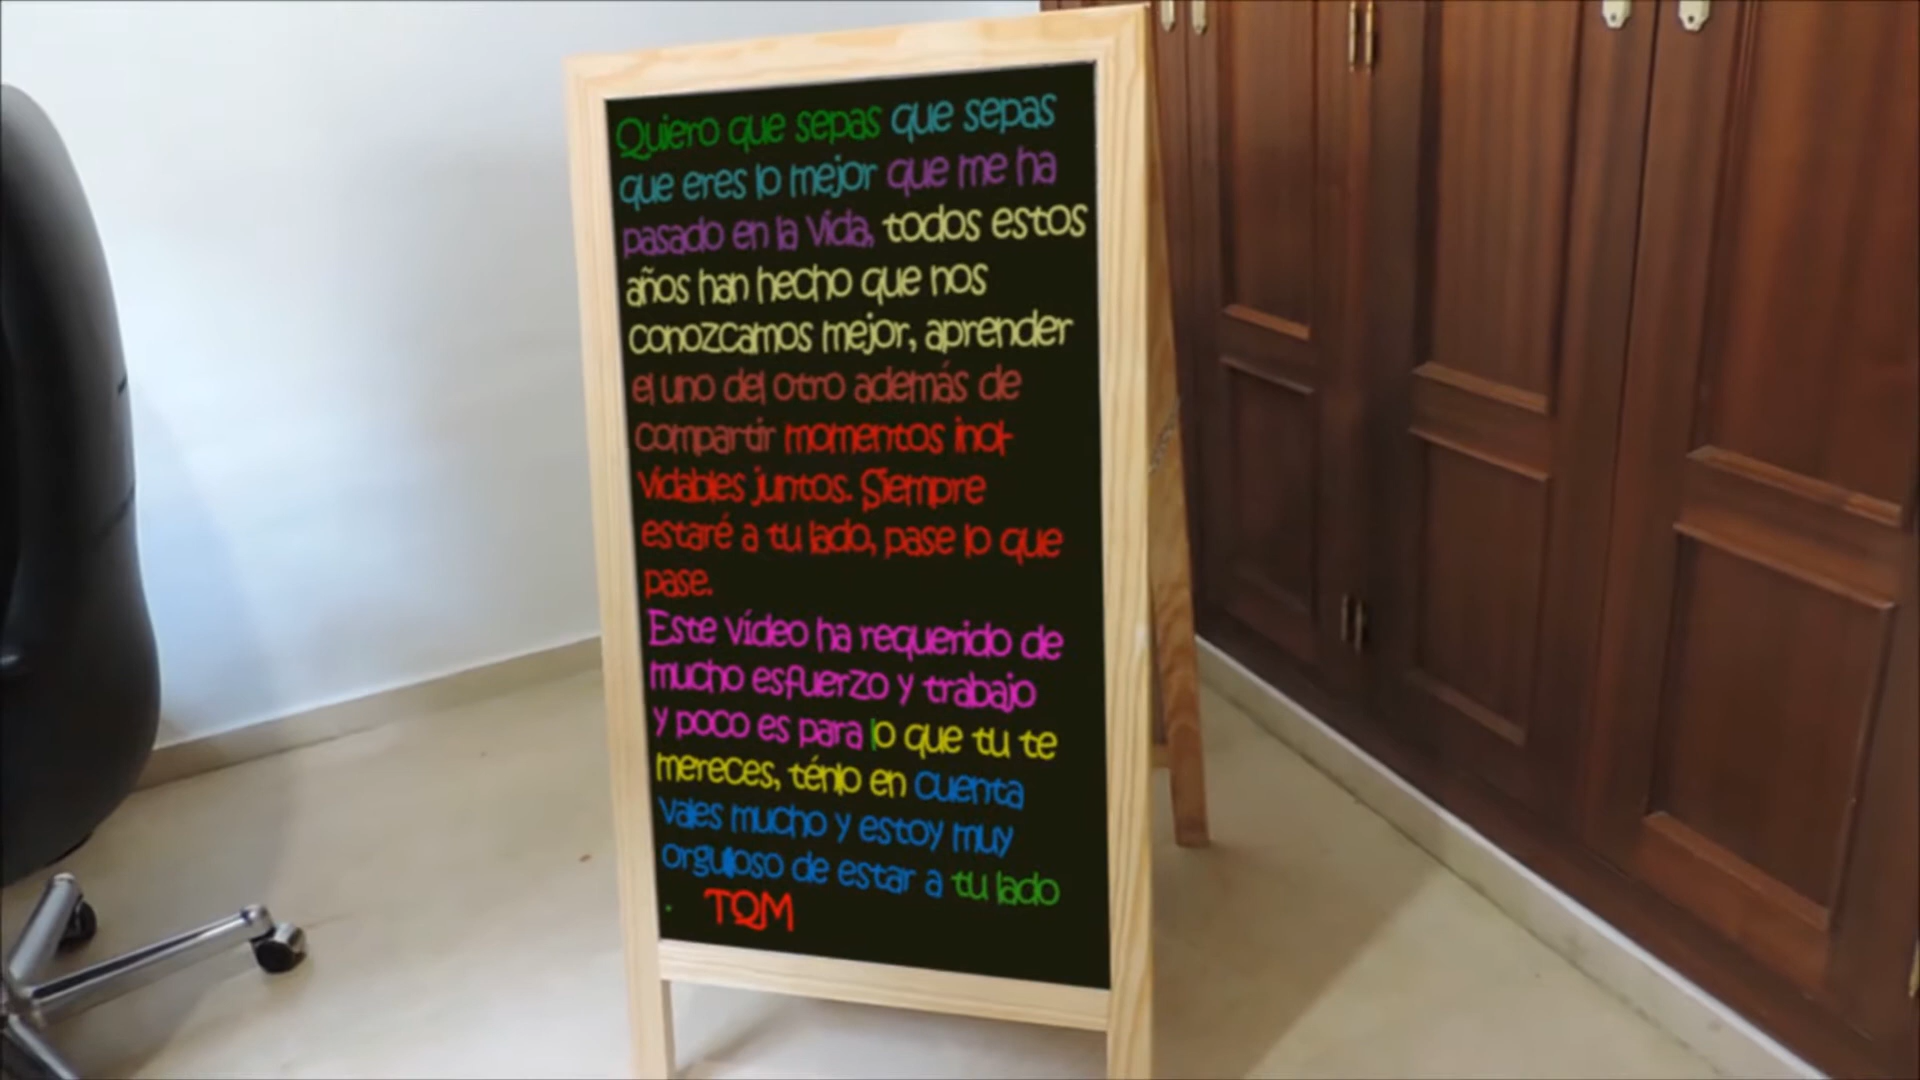 Quiero que sepas que sepas
que eres lo mejor que me ha
pasado en la vida, todos estos
años han hecho que nos
conozcamos mejor, aprender
el uno del otro además de
compartir momentos inol-
vidables juntos. Siempre
estaré a tu lado, pase lo que
pase.
Este vídeo ha requerido de
mucho esfuerzo y trabajo
y poco es para lo que tu te
mereces, ténlo en cuenta
vales mucho y estoy muy
orgulloso de estar a tu lado
. TQM